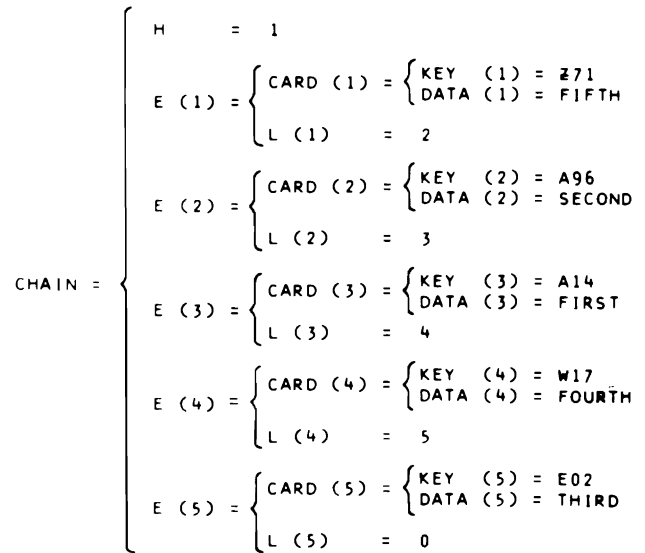 H = 1
E (1) = CARD (1) = KEY (1) = Z71
DATA (1) = FIFTH
L (1) = 2
E (2) = CARD (2) = KEY (2) = A96
DATA (2) = SECOND
L (2) = 3
CHAIN =
E (3) = CARD (3) = KEY (3) = A14
DATA (3) = FIRST
L (3) = 4
E (4) = CARD (4) = KEY (4) = W17
DATA (4) = FOURTH
L (4) = 5
E (5) = CARD (5) = KEY (5) = E02
DATA (5) = THIRD
L (5) = 0